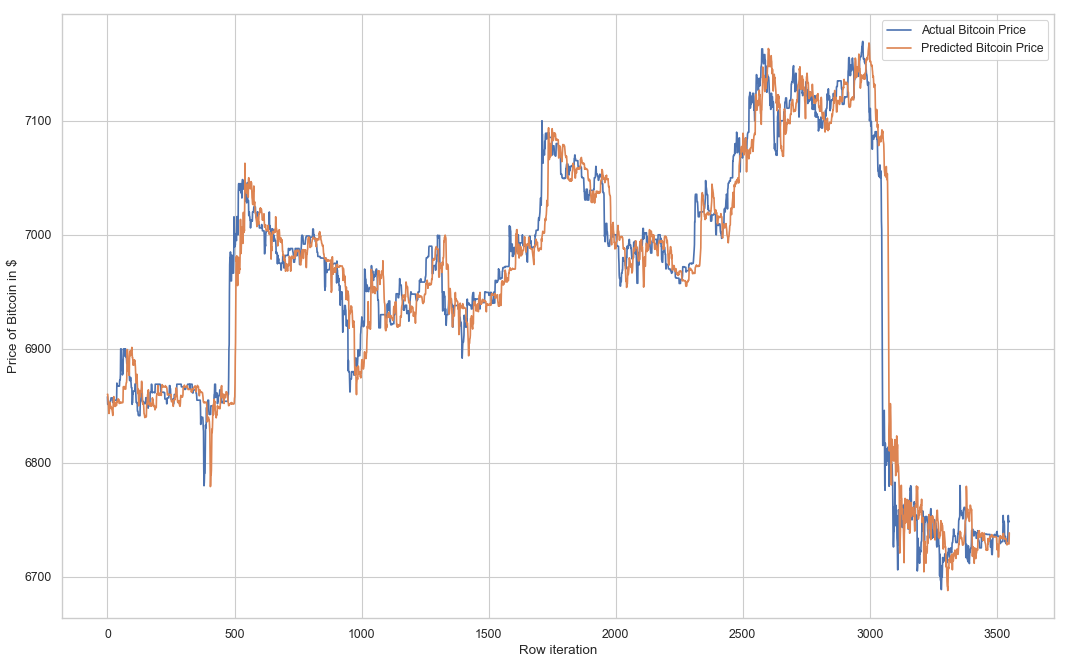 Actual Bitcoin Price
Predicted Bitcoin Price
Price of Bitcoin in $
7100
7000
6900
6800
6700
0 500 1000 1500 2000 2500 3000 3500
Row iteration